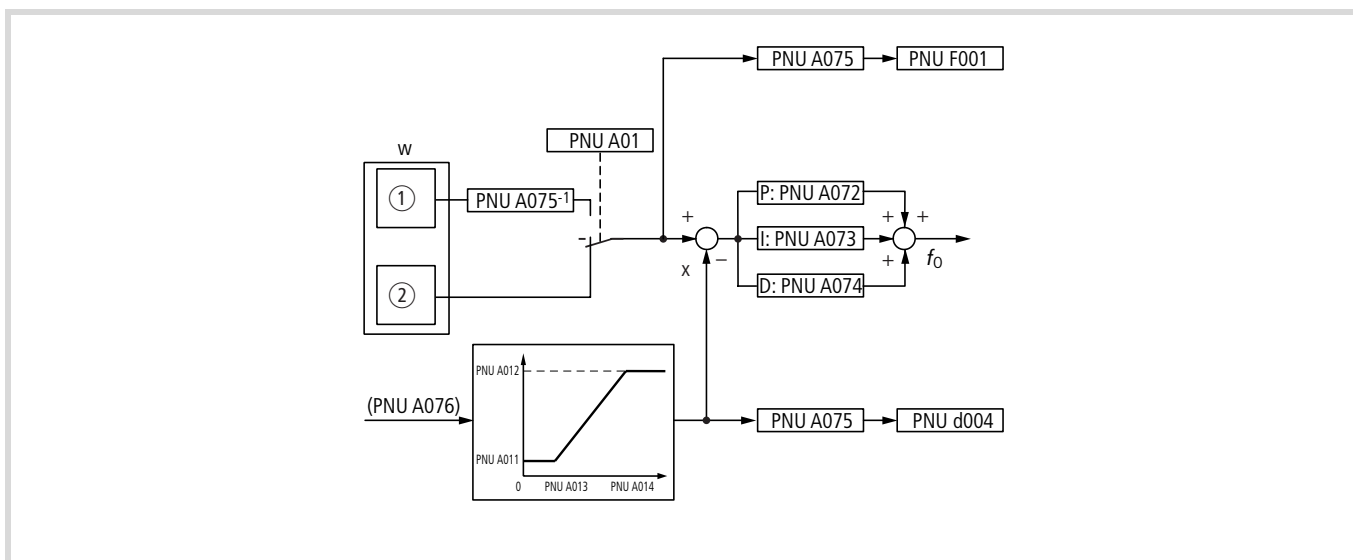 PNU A075
PNU F001
PNU A01
w
1
PNU A075-1
P: PNU A072
+
+
+
I: PNU A073
–
x
+
f0
2
D: PNU A074
PNU A012
(PNU A076)
PNU A075
PNU d004
PNU A011
0
PNU A013
PNU A014